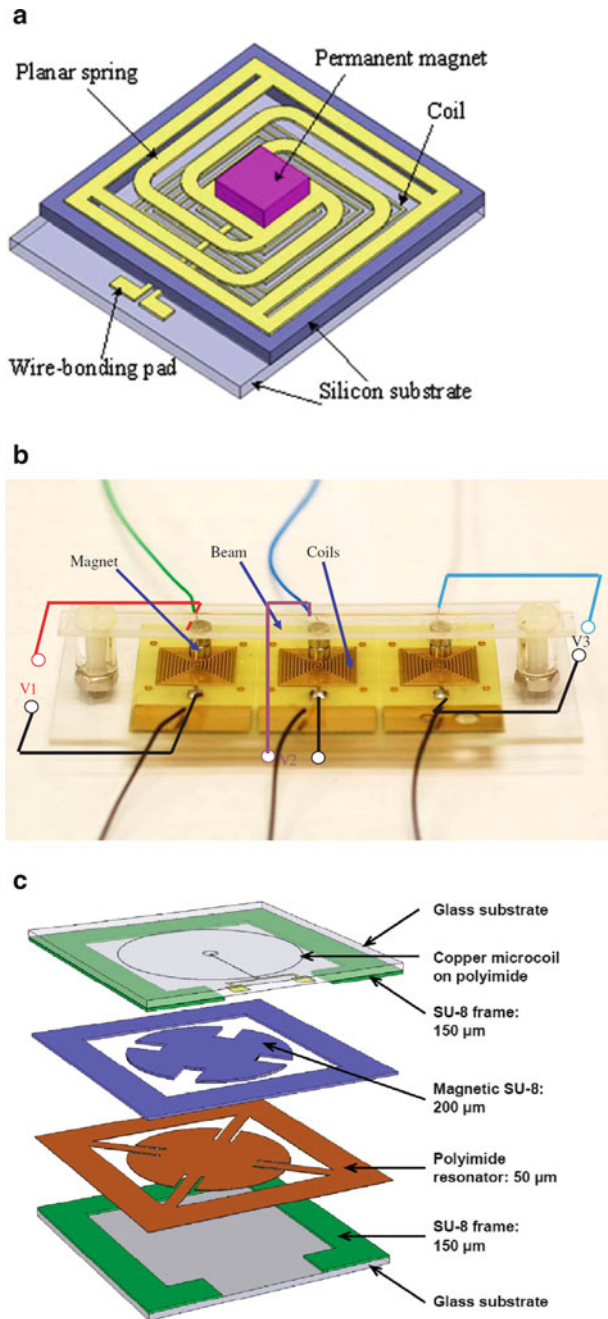 a
Planar spring
Permanent magnet
Coil
Wire-bonding pad
Silicon substrate
b
Magnet
Beam
Coils
V1
V2
V3
c
Glass substrate
Copper microcoil
on polyimide
SU-8 frame:
150 µm
Magnetic SU-8:
200 µm
Polyimide
resonator: 50 µm
SU-8 frame:
150 µm
Glass substrate